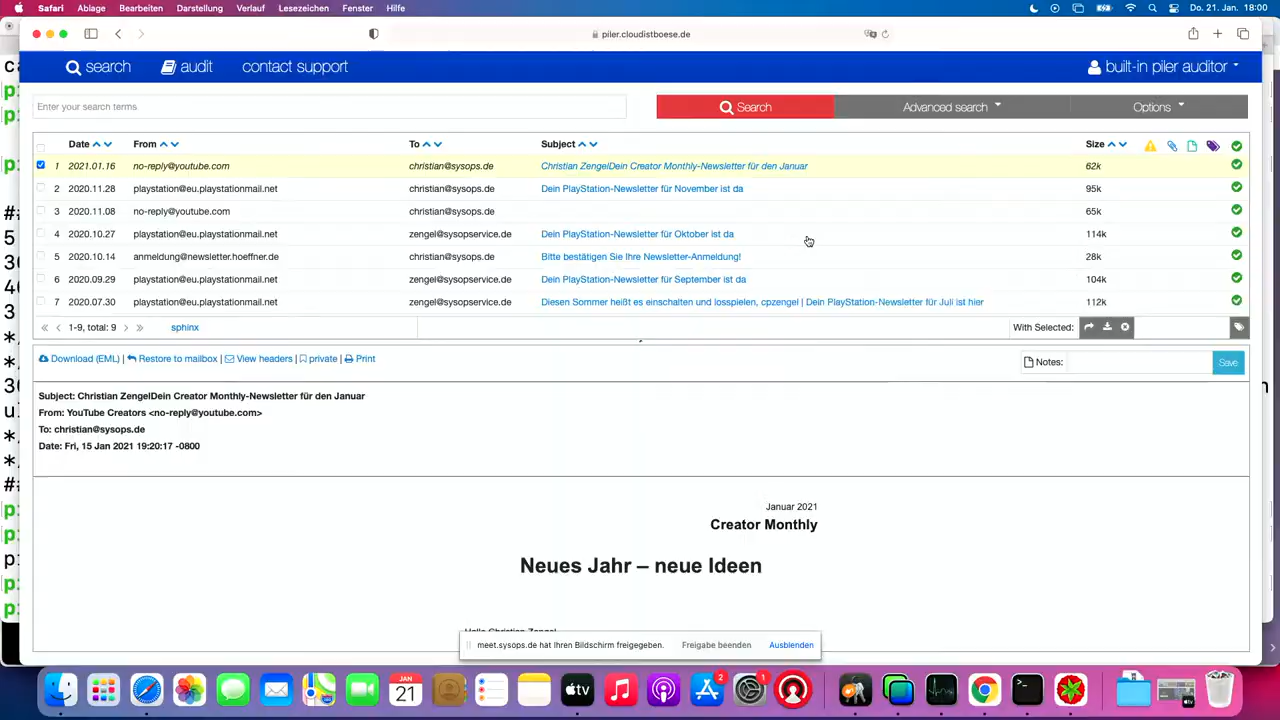 Safari Ablage Bearbeiten Darstellung Verlauf Lesezeichen Fenster Hilfe Do. 21. Jan. 18:00
piler.cloudistboese.de
search audit contact support built-in piler auditor
Enter your search terms Search Advanced search Options
Date From To Subject Size
1 2021.01.16 no-reply@youtube.com christian@sysops.de Christian ZengelDein Creator Monthly-Newsletter für den Januar 62k
2 2020.11.28 playstation@eu.playstationmail.net christian@sysops.de Dein PlayStation-Newsletter für November ist da 95k
3 2020.11.08 no-reply@youtube.com christian@sysops.de 65k
4 2020.10.27 playstation@eu.playstationmail.net zengel@sysopservice.de Dein PlayStation-Newsletter für Oktober ist da 114k
5 2020.10.14 anmeldung@newsletter.hoeffner.de christian@sysops.de Bitte bestätigen Sie Ihre Newsletter-Anmeldung! 28k
6 2020.09.29 playstation@eu.playstationmail.net zengel@sysopservice.de Dein PlayStation-Newsletter für September ist da 104k
7 2020.07.30 playstation@eu.playstationmail.net zengel@sysopservice.de Diesen Sommer heißt es einschalten und losspielen, cpzengel | Dein PlayStation-Newsletter für Juli ist hier 112k
1-9, total: 9 sphinx With Selected:
Download (EML) | Restore to mailbox | View headers | private | Print Notes: Save
Subject: Christian ZengelDein Creator Monthly-Newsletter für den Januar
From: YouTube Creators <no-reply@youtube.com>
To: christian@sysops.de
Date: Fri, 15 Jan 2021 19:20:17 -0800
Januar 2021
Creator Monthly
Neues Jahr – neue Ideen
meet.sysops.de hat Ihren Bildschirm freigegeben. Freigabe beenden Ausblenden
JAN
21
2
1
tv